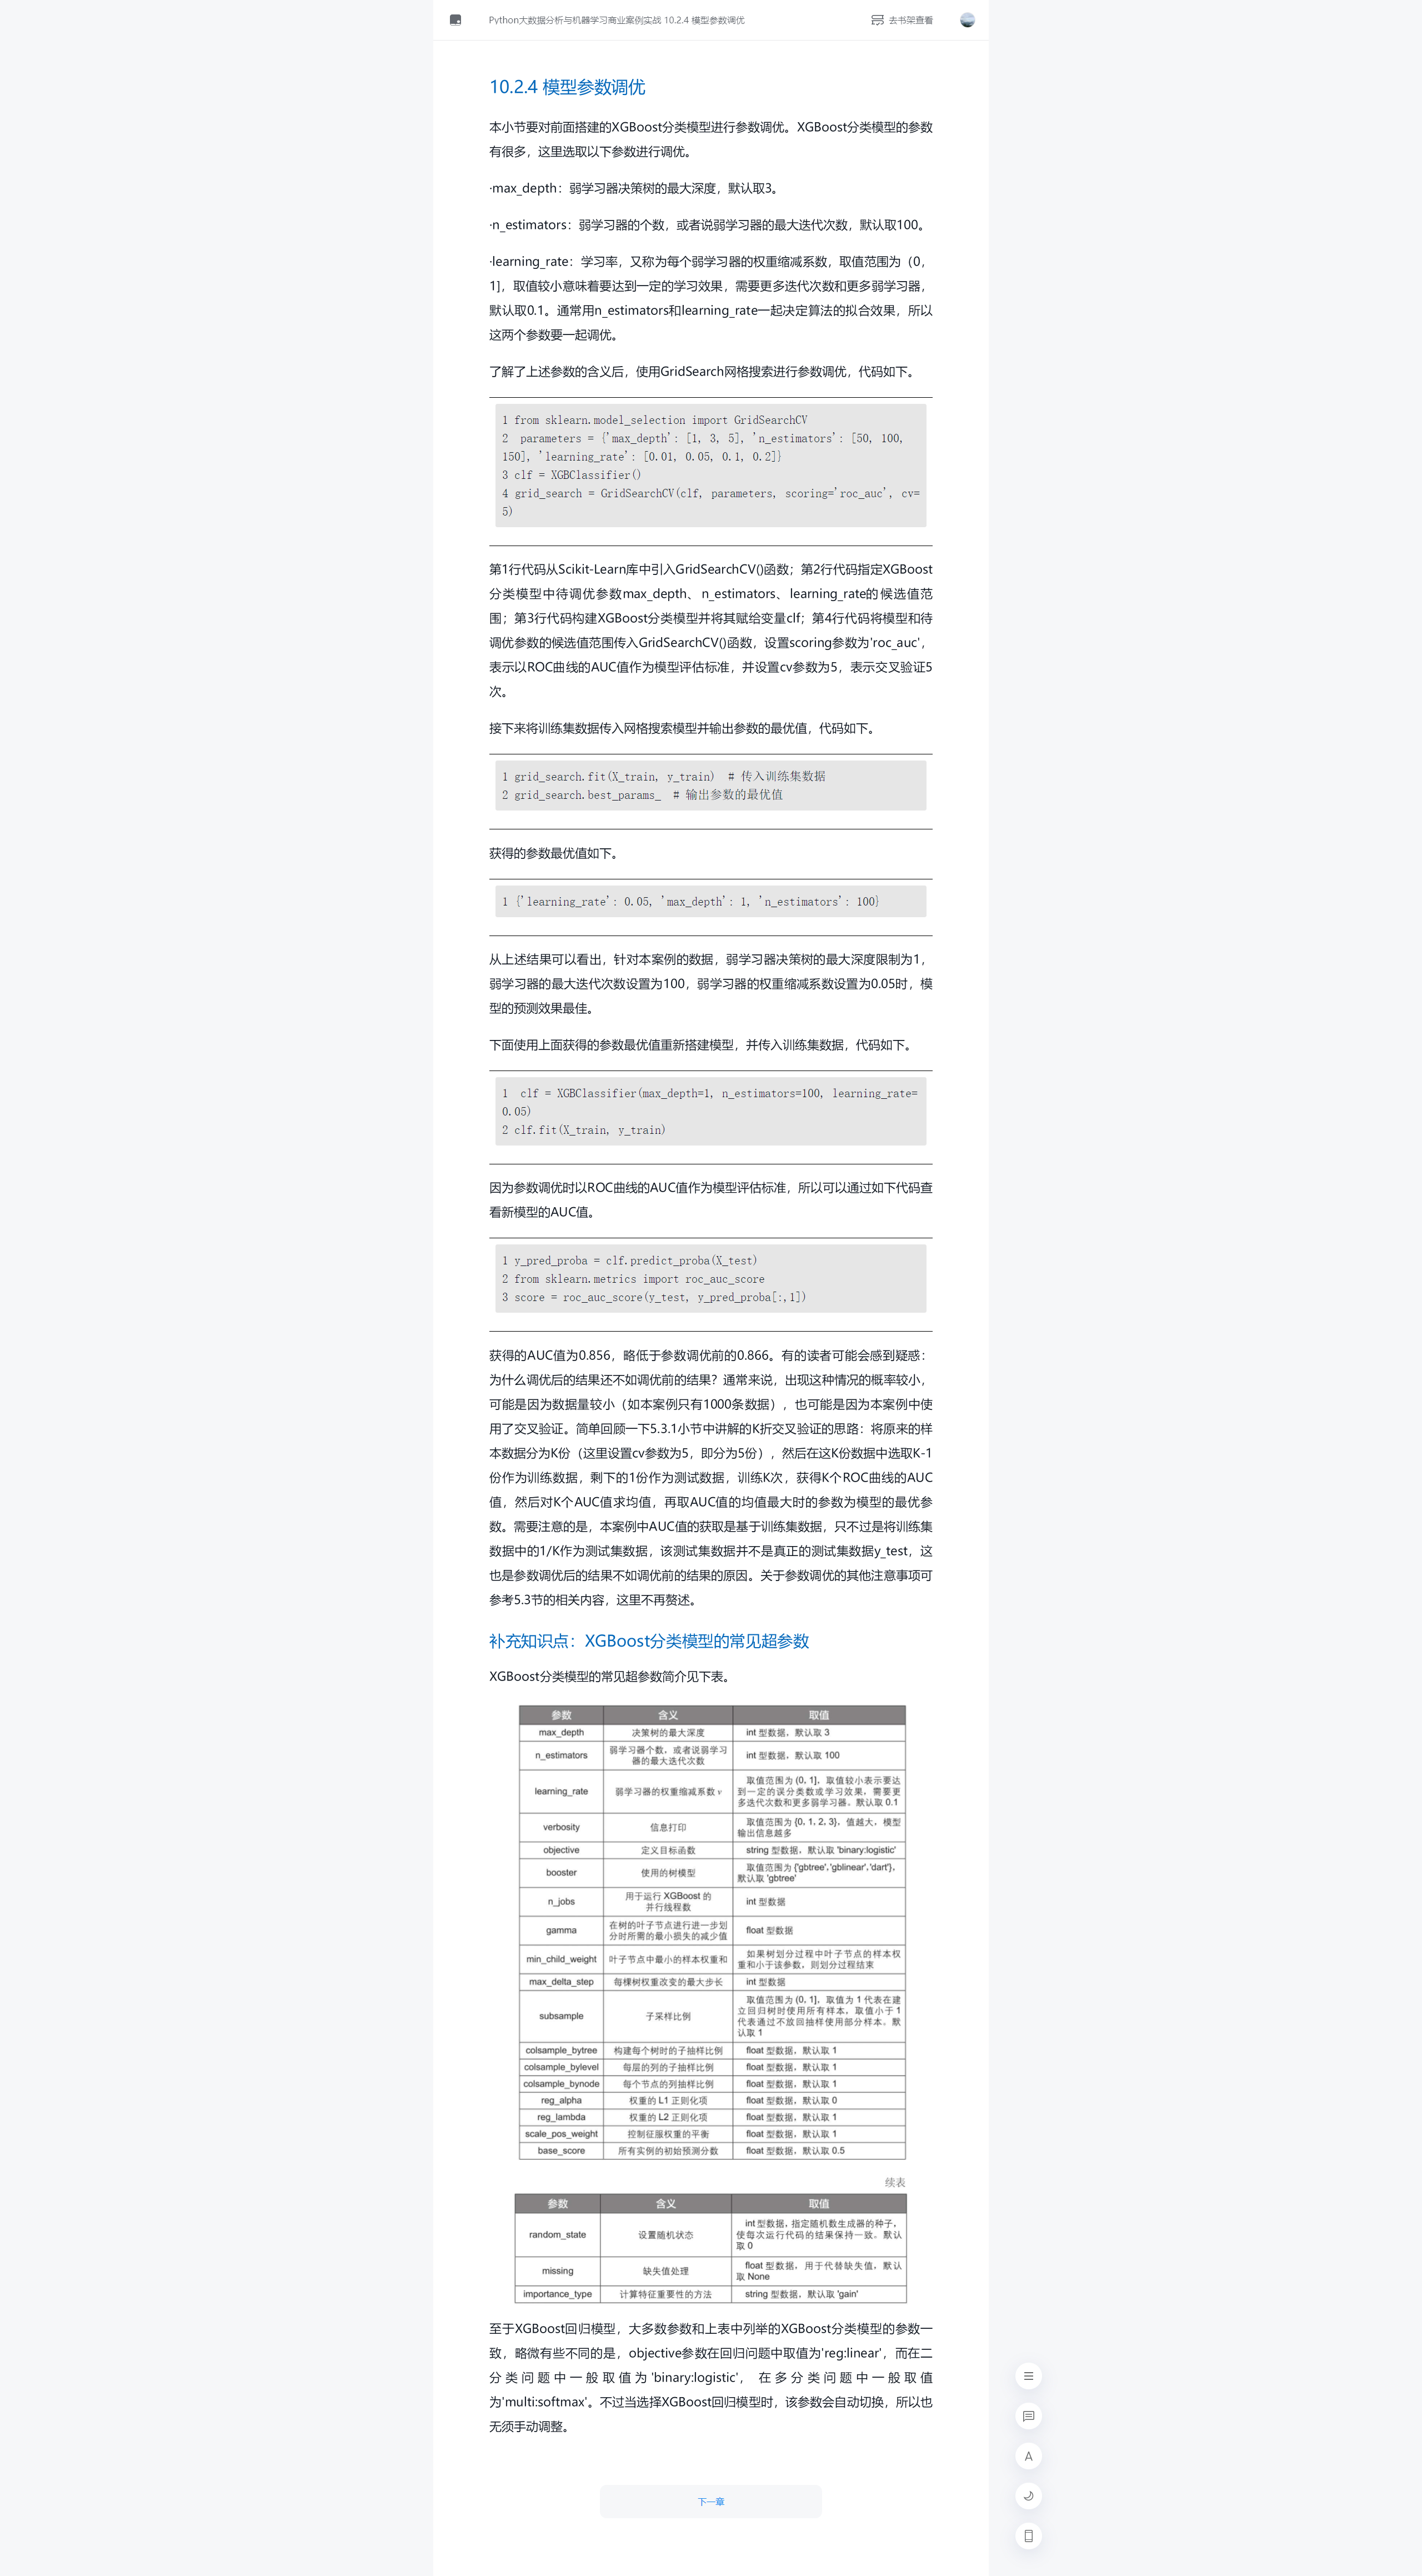 Python大数据分析与机器学习商业案例实战 10.2.4 模型参数调优
去书架查看
10.2.4 模型参数调优
本小节要对前面搭建的XGBoost分类模型进行参数调优。XGBoost分类模型的参数
有很多，这里选取以下参数进行调优。
·max_depth：弱学习器决策树的最大深度，默认取3。
·n_estimators：弱学习器的个数，或者说弱学习器的最大迭代次数，默认取100。
·learning_rate：学习率，又称为每个弱学习器的权重缩减系数，取值范围为（0，
1]，取值较小意味着要达到一定的学习效果，需要更多迭代次数和更多弱学习器，
默认取0.1。通常用n_estimators和learning_rate一起决定算法的拟合效果，所以
这两个参数要一起调优。
了解了上述参数的含义后，使用GridSearch网格搜索进行参数调优，代码如下。
1 from sklearn.model_selection import GridSearchCV
2  parameters = {'max_depth': [1, 3, 5], 'n_estimators': [50, 100,
150], 'learning_rate': [0.01, 0.05, 0.1, 0.2]}
3 clf = XGBClassifier()
4 grid_search = GridSearchCV(clf, parameters, scoring='roc_auc', cv=
5)
第1行代码从Scikit-Learn库中引入GridSearchCV()函数；第2行代码指定XGBoost
分类模型中待调优参数max_depth、n_estimators、learning_rate的候选值范
围；第3行代码构建XGBoost分类模型并将其赋给变量clf；第4行代码将模型和待
调优参数的候选值范围传入GridSearchCV()函数，设置scoring参数为'roc_auc'，
表示以ROC曲线的AUC值作为模型评估标准，并设置cv参数为5，表示交叉验证5
次。
接下来将训练集数据传入网格搜索模型并输出参数的最优值，代码如下。
1 grid_search.fit(X_train, y_train)  # 传入训练集数据
2 grid_search.best_params_  # 输出参数的最优值
获得的参数最优值如下。
1 {'learning_rate': 0.05, 'max_depth': 1, 'n_estimators': 100}
从上述结果可以看出，针对本案例的数据，弱学习器决策树的最大深度限制为1，
弱学习器的最大迭代次数设置为100，弱学习器的权重缩减系数设置为0.05时，模
型的预测效果最佳。
下面使用上面获得的参数最优值重新搭建模型，并传入训练集数据，代码如下。
1  clf = XGBClassifier(max_depth=1, n_estimators=100, learning_rate=
0.05)
2 clf.fit(X_train, y_train)
因为参数调优时以ROC曲线的AUC值作为模型评估标准，所以可以通过如下代码查
看新模型的AUC值。
1 y_pred_proba = clf.predict_proba(X_test)
2 from sklearn.metrics import roc_auc_score
3 score = roc_auc_score(y_test, y_pred_proba[:,1])
获得的AUC值为0.856，略低于参数调优前的0.866。有的读者可能会感到疑惑：
为什么调优后的结果还不如调优前的结果？通常来说，出现这种情况的概率较小，
可能是因为数据量较小（如本案例只有1000条数据），也可能是因为本案例中使
用了交叉验证。简单回顾一下5.3.1小节中讲解的K折交叉验证的思路：将原来的样
本数据分为K份（这里设置cv参数为5，即分为5份），然后在这K份数据中选取K-1
份作为训练数据，剩下的1份作为测试数据，训练K次，获得K个ROC曲线的AUC
值，然后对K个AUC值求均值，再取AUC值的均值最大时的参数为模型的最优参
数。需要注意的是，本案例中AUC值的获取是基于训练集数据，只不过是将训练集
数据中的1/K作为测试集数据，该测试集数据并不是真正的测试集数据y_test，这
也是参数调优后的结果不如调优前的结果的原因。关于参数调优的其他注意事项可
参考5.3节的相关内容，这里不再赘述。
补充知识点：XGBoost分类模型的常见超参数
XGBoost分类模型的常见超参数简介见下表。
参数 含义 取值
max_depth 决策树的最大深度 int 型数据，默认取 3
n_estimators 弱学习器个数，或者说弱学习
器的最大迭代次数 int 型数据，默认取 100
learning_rate 弱学习器的权重缩减系数 v 取值范围为 (0, 1]，取值较小表示要达
到一定的误分类数或学习效果，需要更
多迭代次数和更多弱学习器，默认取 0.1
verbosity 信息打印 取值范围为 {0, 1, 2, 3}，值越大，模型
输出信息越多
objective 定义目标函数 string 型数据，默认取 'binary:logistic'
booster 使用的树模型 取值范围为 {'gbtree', 'gblinear', 'dart'}，
默认取 'gbtree'
n_jobs 用于运行 XGBoost 的
并行线程数 int 型数据
gamma 在树的叶子节点进行进一步划
分时所需的最小损失的减少值 float 型数据
min_child_weight 叶子节点中最小的样本权重和 如果树划分过程中叶子节点的样本权
重和小于该参数，则划分过程结束
max_delta_step 每棵树权重改变的最大步长 int 型数据
subsample 子采样比例 取值范围为 (0, 1]，取值为 1 代表在建
立回归树时使用所有样本，取值小于 1
代表通过不放回抽样使用部分样本，默
认取 1
colsample_bytree 构建每个树时的子抽样比例 float 型数据，默认取 1
colsample_bylevel 每层的列的子抽样比例 float 型数据，默认取 1
colsample_bynode 每个节点的列抽样比例 float 型数据，默认取 1
reg_alpha 权重的 L1 正则化项 float 型数据，默认取 0
reg_lambda 权重的 L2 正则化项 float 型数据，默认取 1
scale_pos_weight 控制征服权重的平衡 float 型数据，默认取 1
base_score 所有实例的初始预测分数 float 型数据，默认取 0.5
续表
参数 含义 取值
random_state 设置随机状态 int 型数据，指定随机数生成器的种子，
使每次运行代码的结果保持一致。默认
取 0
missing 缺失值处理 float 型数据，用于代替缺失值，默认
取 None
importance_type 计算特征重要性的方法 string 型数据，默认取 'gain'
至于XGBoost回归模型，大多数参数和上表中列举的XGBoost分类模型的参数一
致，略微有些不同的是，objective参数在回归问题中取值为'reg:linear'，而在二
分类问题中一般取值为'binary:logistic'，在多分类问题中一般取值
为'multi:softmax'。不过当选择XGBoost回归模型时，该参数会自动切换，所以也
无须手动调整。
下一章
A